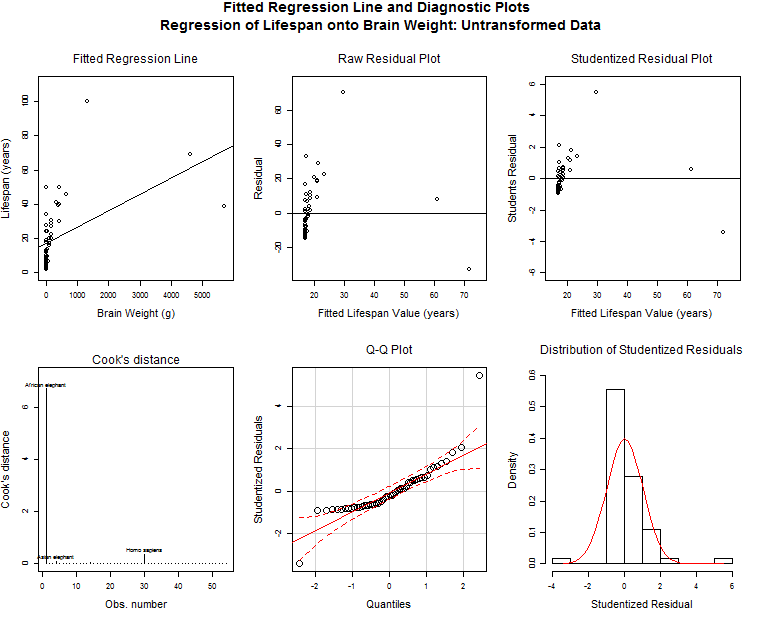 Fitted Regression Line and Diagnostic Plots
Regression of Lifespan onto Brain Weight: Untransformed Data
Fitted Regression Line
Lifespan (years)
0 20 40 60 80 100
0 1000 2000 3000 4000 5000
Brain Weight (g)
Raw Residual Plot
Residual
-20 0 20 40 60
20 30 40 50 60 70
Fitted Lifespan Value (years)
Studentized Residual Plot
Students Residual
-6 -4 -2 0 2 4 6
20 30 40 50 60 70
Fitted Lifespan Value (years)
Cook's distance
Cook's distance
0 2 4 6
African elephant
Asian elephant
Homo sapiens
0 10 20 30 40 50
Obs. number
Q-Q Plot
Studentized Residuals
-2 0 2 4
-2 -1 0 1 2
Quantiles
Distribution of Studentized Residuals
Density
0.0 0.1 0.2 0.3 0.4 0.5 0.6
-4 -2 0 2 4 6
Studentized Residual